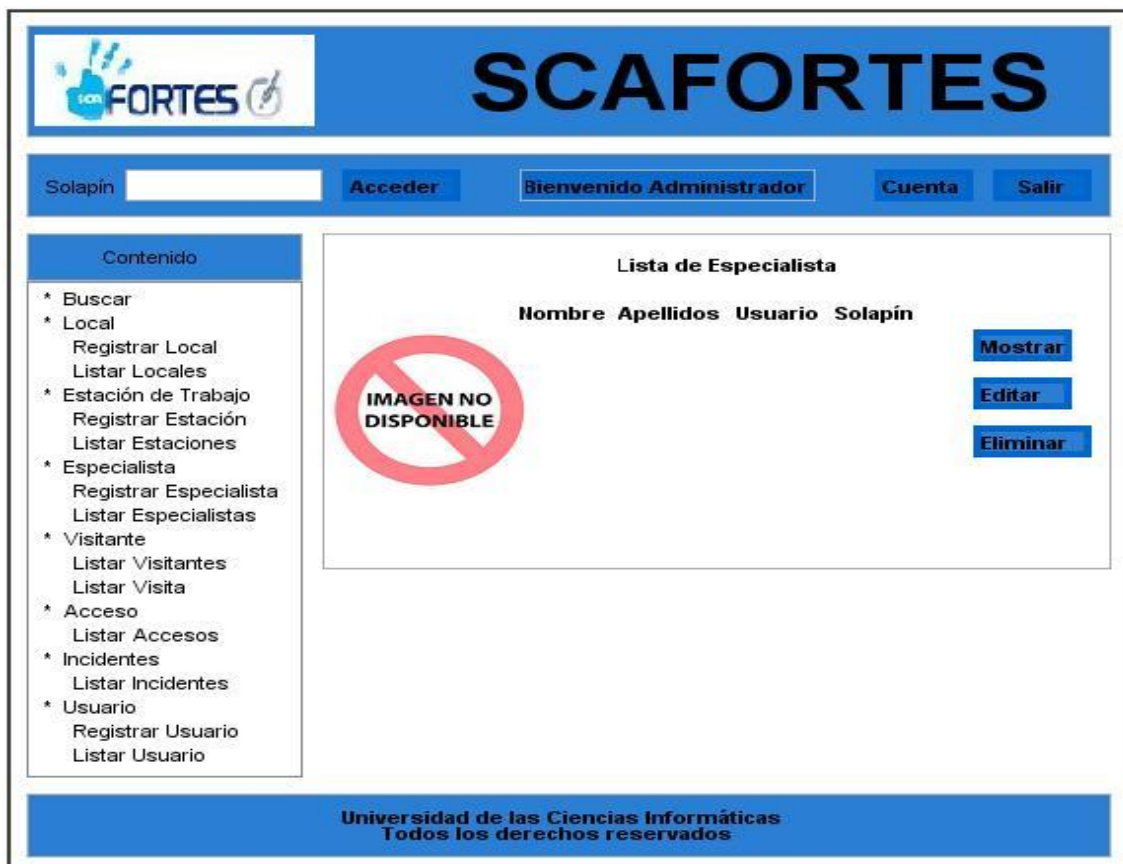 SCA FORTES
SCAFORTES
Solapín Acceder Bienvenido Administrador Cuenta Salir
Contenido
* Buscar
* Local
Registrar Local
Listar Locales
* Estación de Trabajo
Registrar Estación
Listar Estaciones
* Especialista
Registrar Especialista
Listar Especialistas
* Visitante
Listar Visitantes
Listar Visita
* Acceso
Listar Accesos
* Incidentes
Listar Incidentes
* Usuario
Registrar Usuario
Listar Usuario
Lista de Especialista
Nombre Apellidos Usuario Solapín
IMAGEN NO
DISPONIBLE
Mostrar
Editar
Eliminar
Universidad de las Ciencias Informáticas
Todos los derechos reservados